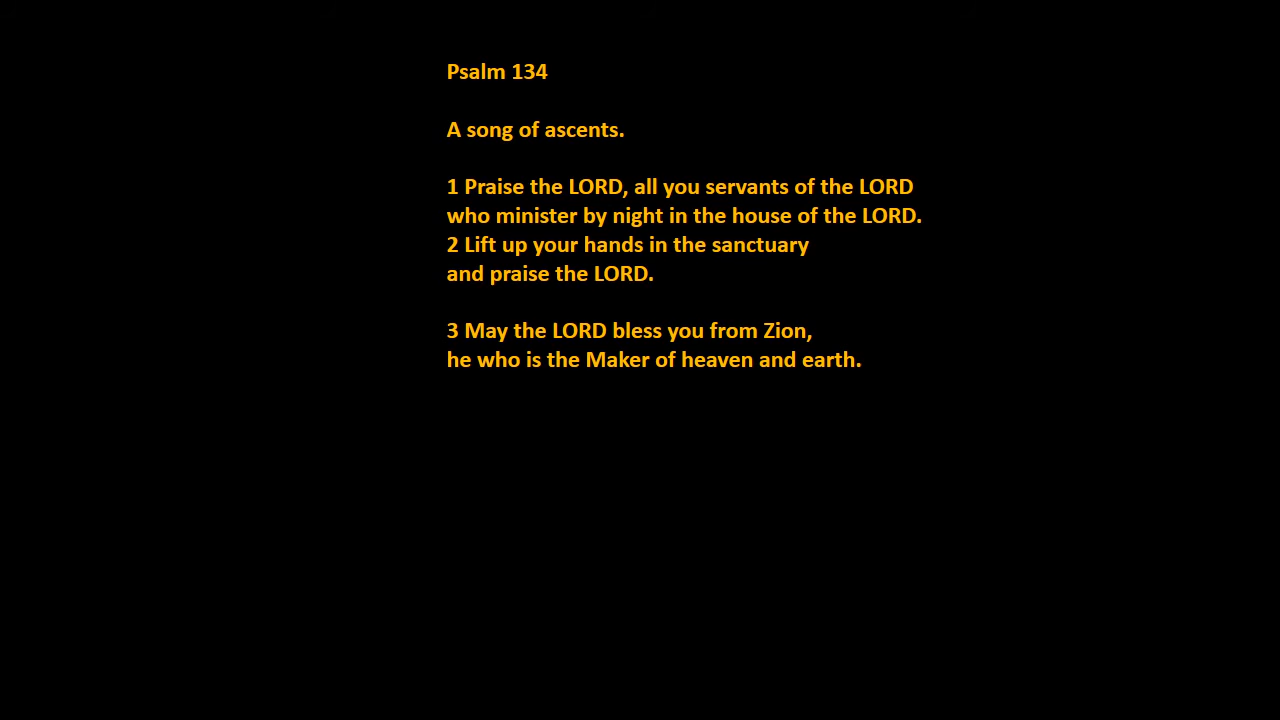 Psalm 134
A song of ascents.
1 Praise the LORD, all you servants of the LORD
who minister by night in the house of the LORD.
2 Lift up your hands in the sanctuary
and praise the LORD.
3 May the LORD bless you from Zion,
he who is the Maker of heaven and earth.